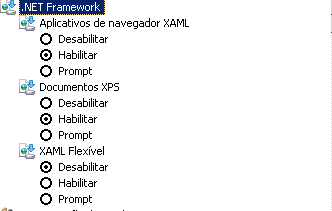 .NET Framework
Aplicativos de navegador XAML
Desabilitar
Habilitar
Prompt
Documentos XPS
Desabilitar
Habilitar
Prompt
XAML Flexível
Desabilitar
Habilitar
Prompt